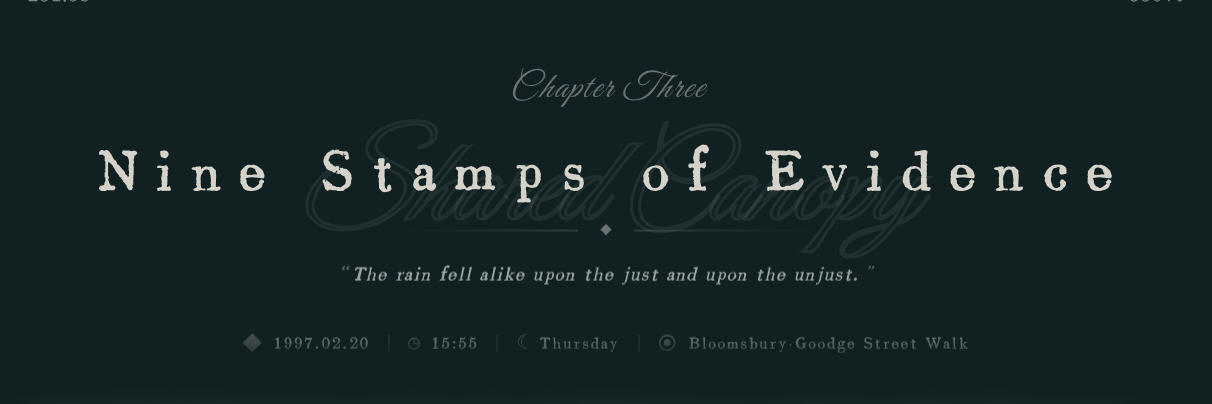 Chapter Three
Shared Canopy
Nine Stamps of Evidence
“The rain fell alike upon the just and upon the unjust.”
1997.02.20 | 15:55 | Thursday | Bloomsbury·Goodge Street Walk